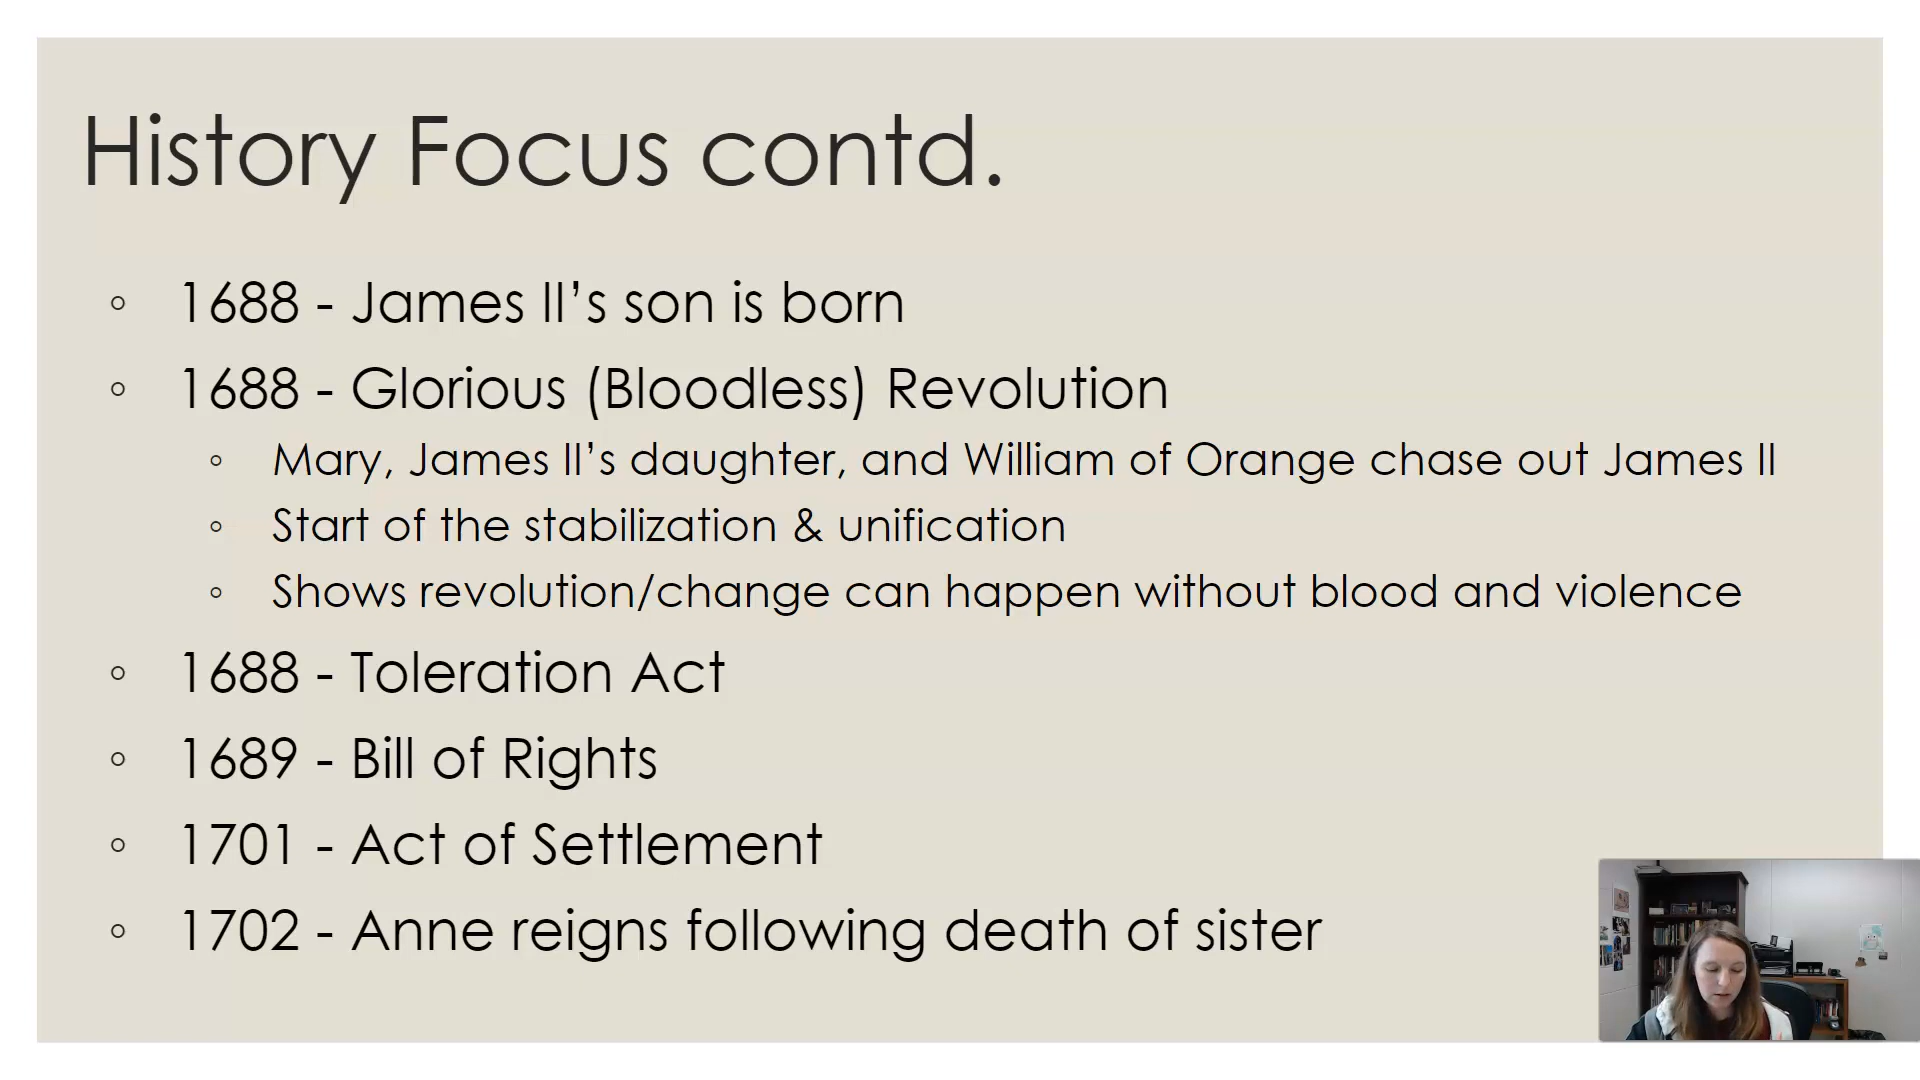 History Focus contd.
1688 - James II’s son is born
1688 - Glorious (Bloodless) Revolution
Mary, James II’s daughter, and William of Orange chase out James II
Start of the stabilization & unification
Shows revolution/change can happen without blood and violence
1688 - Toleration Act
1689 - Bill of Rights
1701 - Act of Settlement
1702 - Anne reigns following death of sister